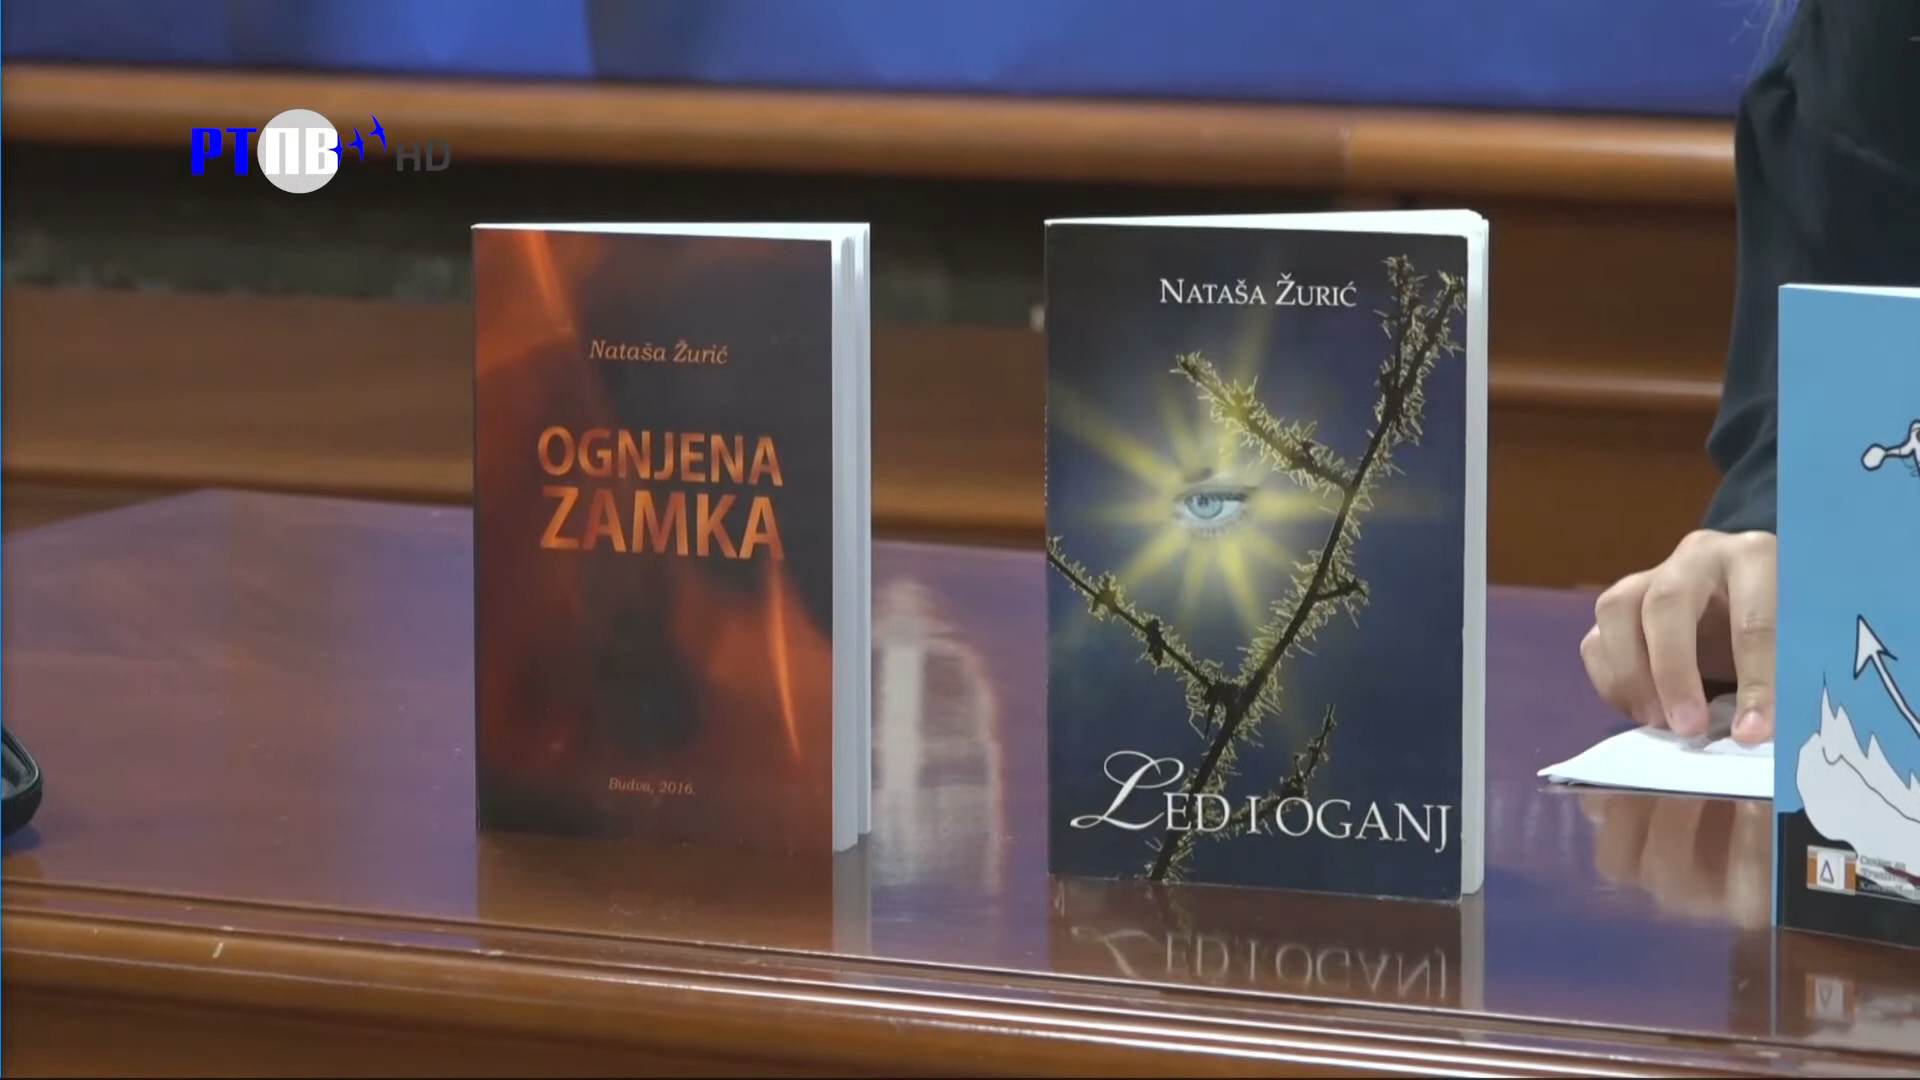 РТПВ HD
Nataša Žurić
OGNJENA
ZAMKA
Budva, 2016.
NATAŠA ŽURIĆ
LED I OGANJ